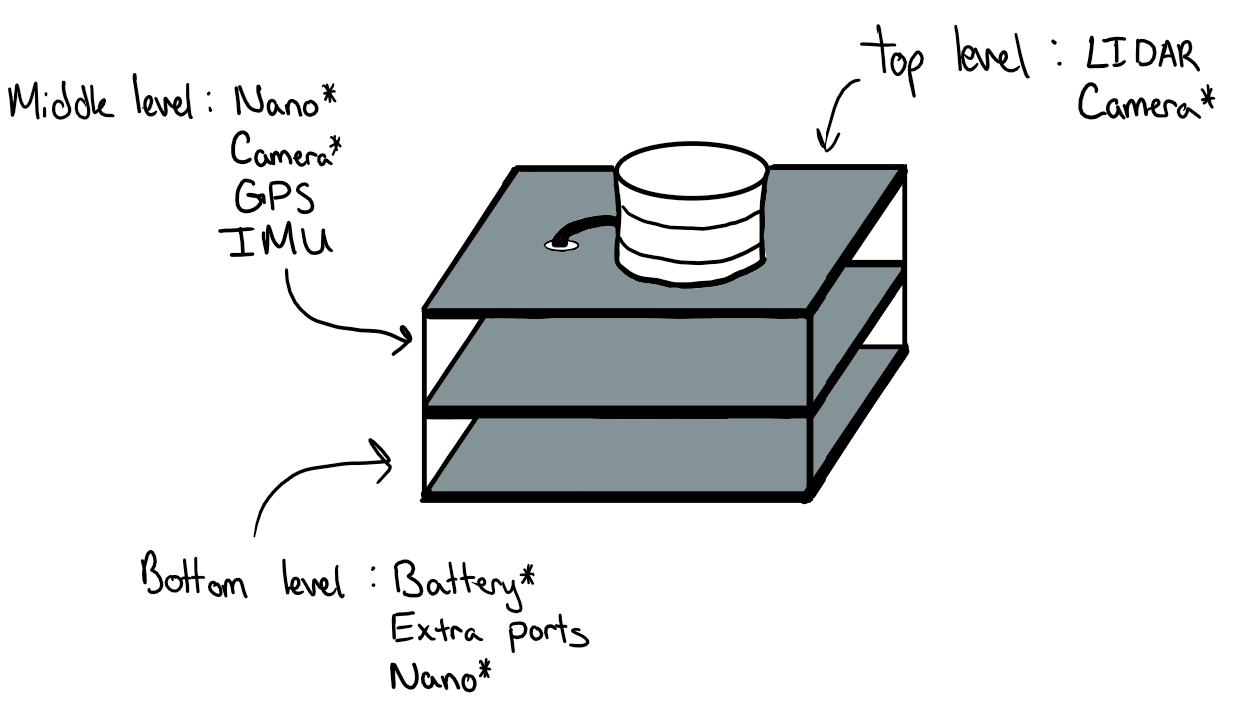 top level : LIDAR
Camera*
Middle level : Nano*
Camera*
GPS
IMU
Bottom level : Battery*
Extra ports
Nano*